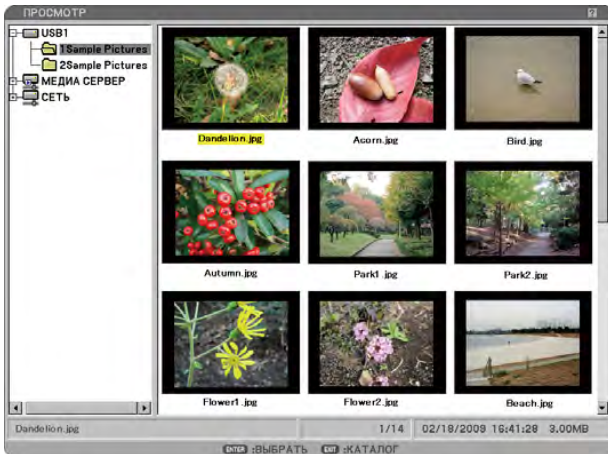 ПРОСМОТР
USB1
1Sample Pictures
2Sample Pictures
МЕДИА СЕРВЕР
СЕТЬ
Dandelion.jpg Acorn.jpg Bird.jpg
Autumn.jpg Park1.jpg Park2.jpg
Flower1.jpg Flower2.jpg Beach.jpg
Dandelion.jpg 1/14 02/18/2009 16:41:28 3.00MB
ENTER :ВЫБРАТЬ EXIT :КАТАЛОГ